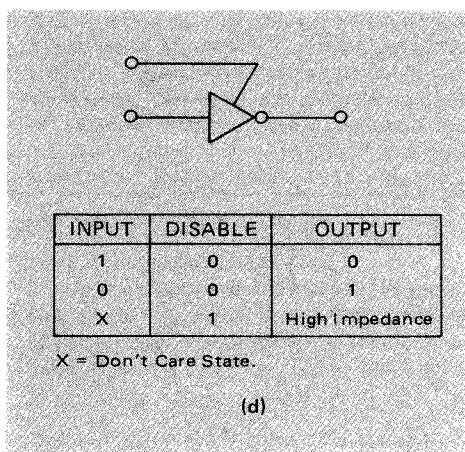 INPUT DISABLE OUTPUT
1 0 0
0 0 1
X 1 High Impedance
X = Don't Care State.
(d)